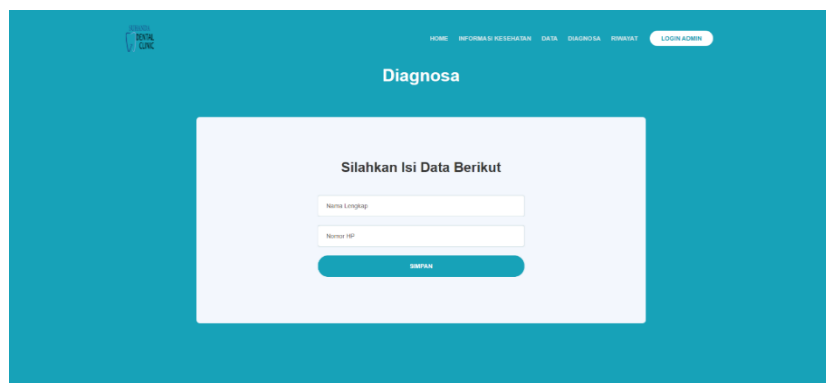 DENTAL
CLINIC
HOME INFORMASI KESEHATAN DATA DIAGNOSA RIWAYAT LOGIN ADMIN
Diagnosa
Silahkan Isi Data Berikut
Nama Lengkap
Nomor HP
SIMPAN